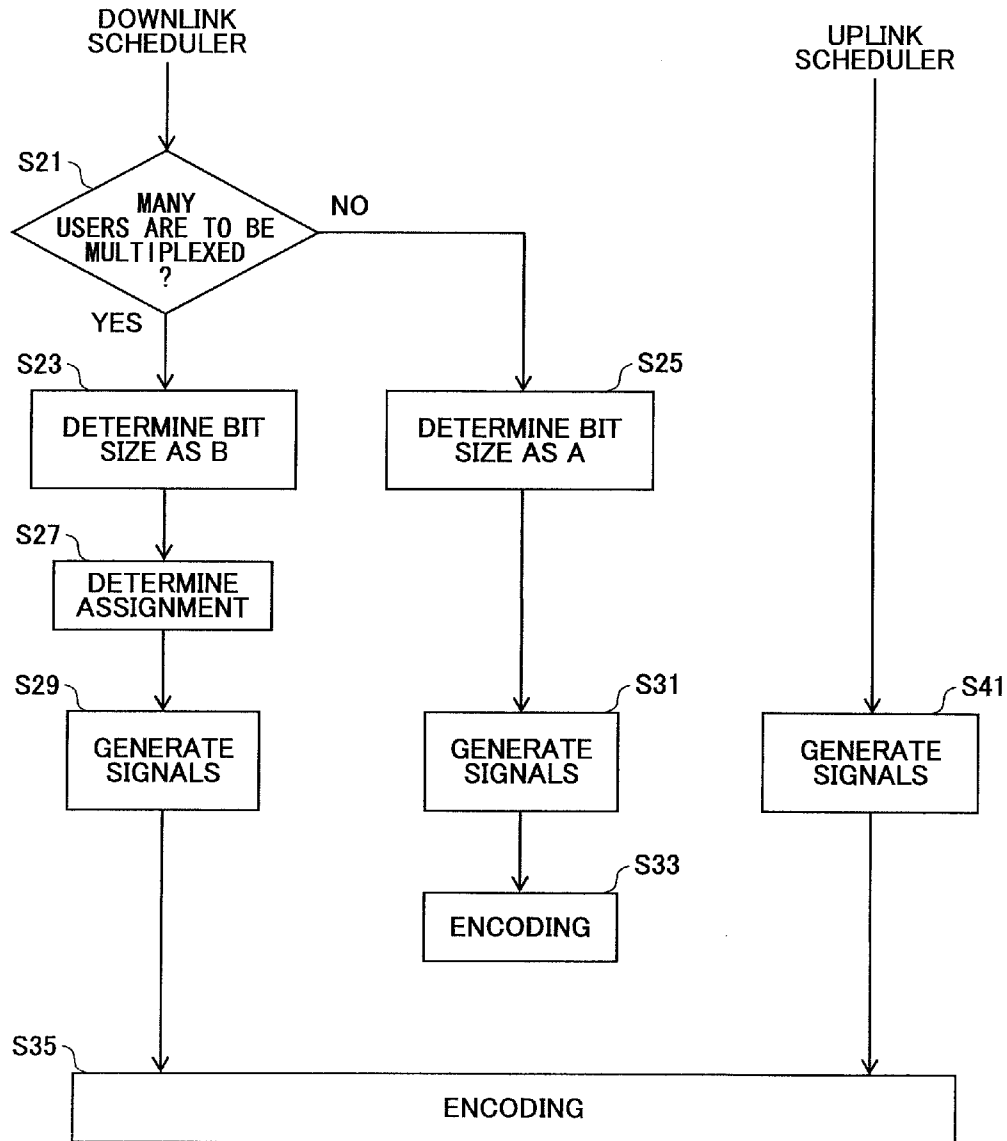 DOWNLINK
SCHEDULER
UPLINK
SCHEDULER
S21
MANY
USERS ARE TO BE
MULTIPLEXED
?
NO
YES
S23
DETERMINE BIT
SIZE AS B
S25
DETERMINE BIT
SIZE AS A
S27
DETERMINE
ASSIGNMENT
S29
GENERATE
SIGNALS
S31
GENERATE
SIGNALS
S41
GENERATE
SIGNALS
S33
ENCODING
S35
ENCODING